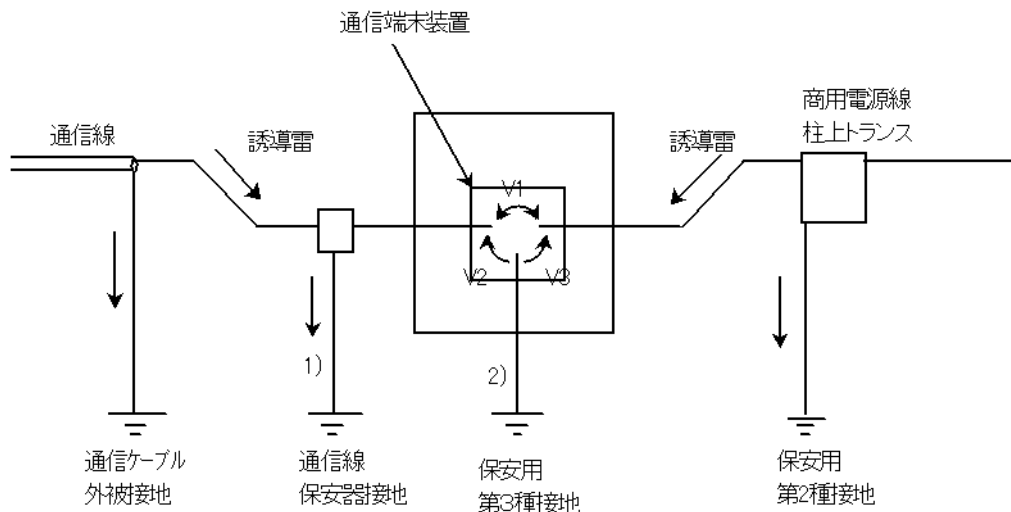 通信端末装置
商用電源線
柱上トランス
通信線
誘導雷
誘導雷
V1
V2
V3
1)
2)
通信ケーブル
外被接地
通信線
保安器接地
保安用
第3種接地
保安用
第2種接地